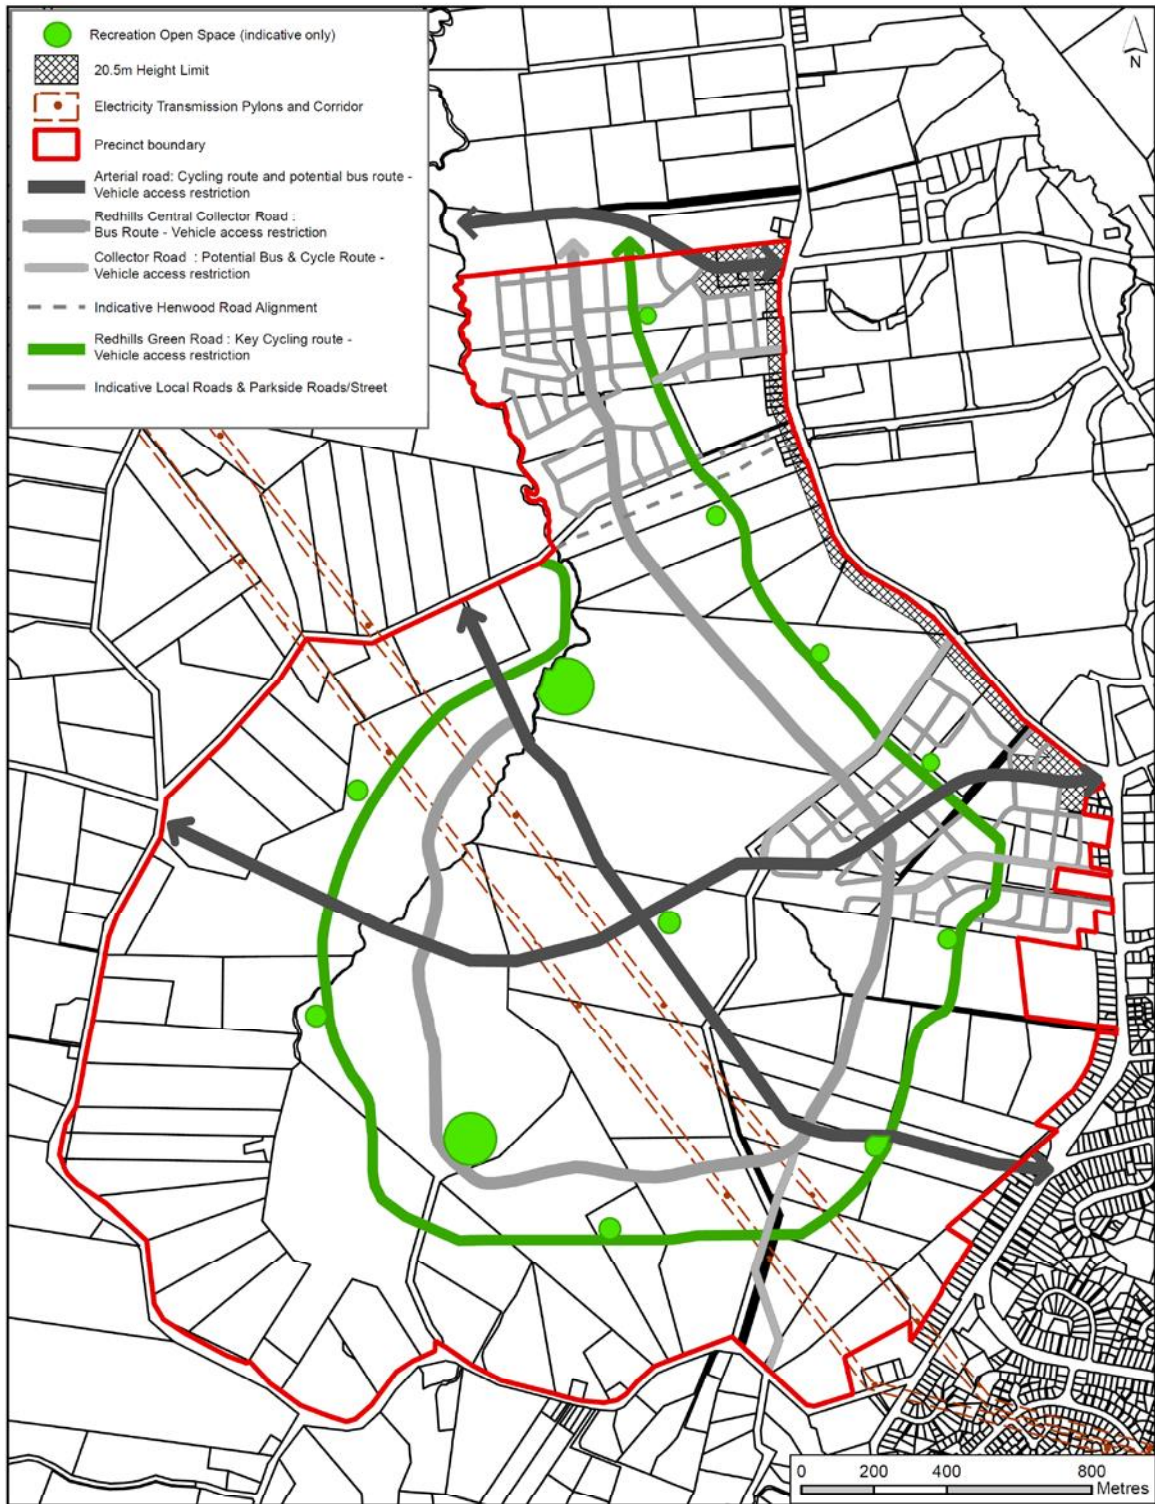 Recreation Open Space (indicative only)
20.5m Height Limit
Electricity Transmission Pylons and Corridor
Precinct boundary
Arterial road: Cycling route and potential bus route -
Vehicle access restriction
Redhills Central Collector Road :
Bus Route - Vehicle access restriction
Collector Road : Potential Bus & Cycle Route -
Vehicle access restriction
Indicative Henwood Road Alignment
Redhills Green Road : Key Cycling route -
Vehicle access restriction
Indicative Local Roads & Parkside Roads/Street
N
0 200 400 800
Metres